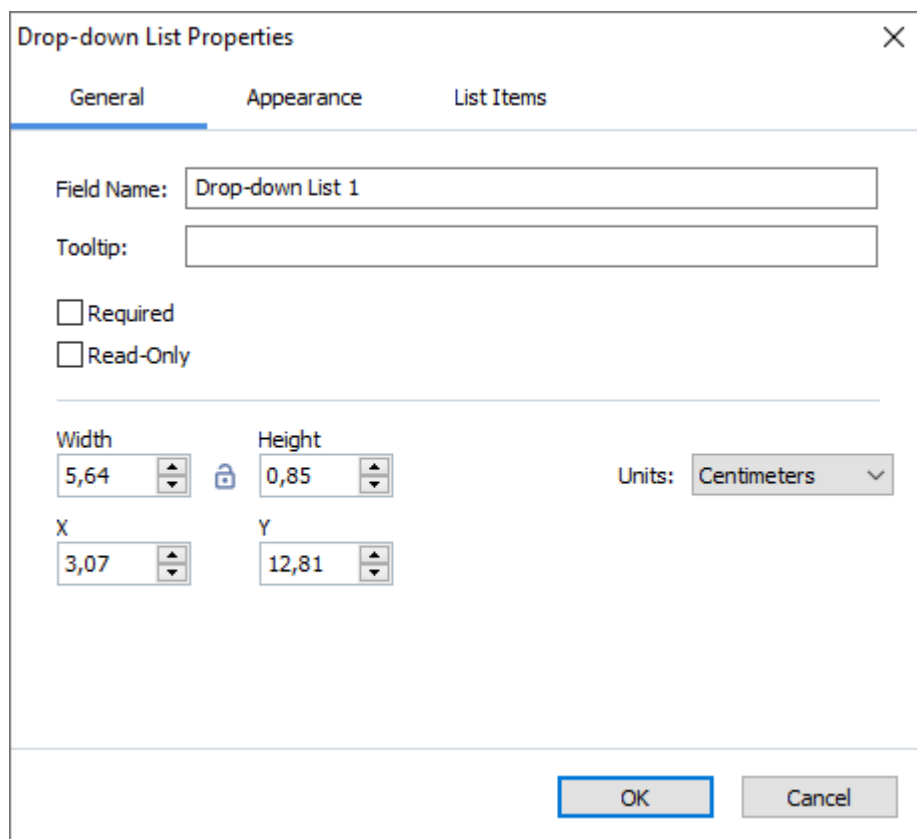 Drop-down List Properties
General Appearance List Items
Field Name: Drop-down List 1
Tooltip:
Required
Read-Only
Width Height
5,64 0,85 Units: Centimeters
X Y
3,07 12,81
OK Cancel